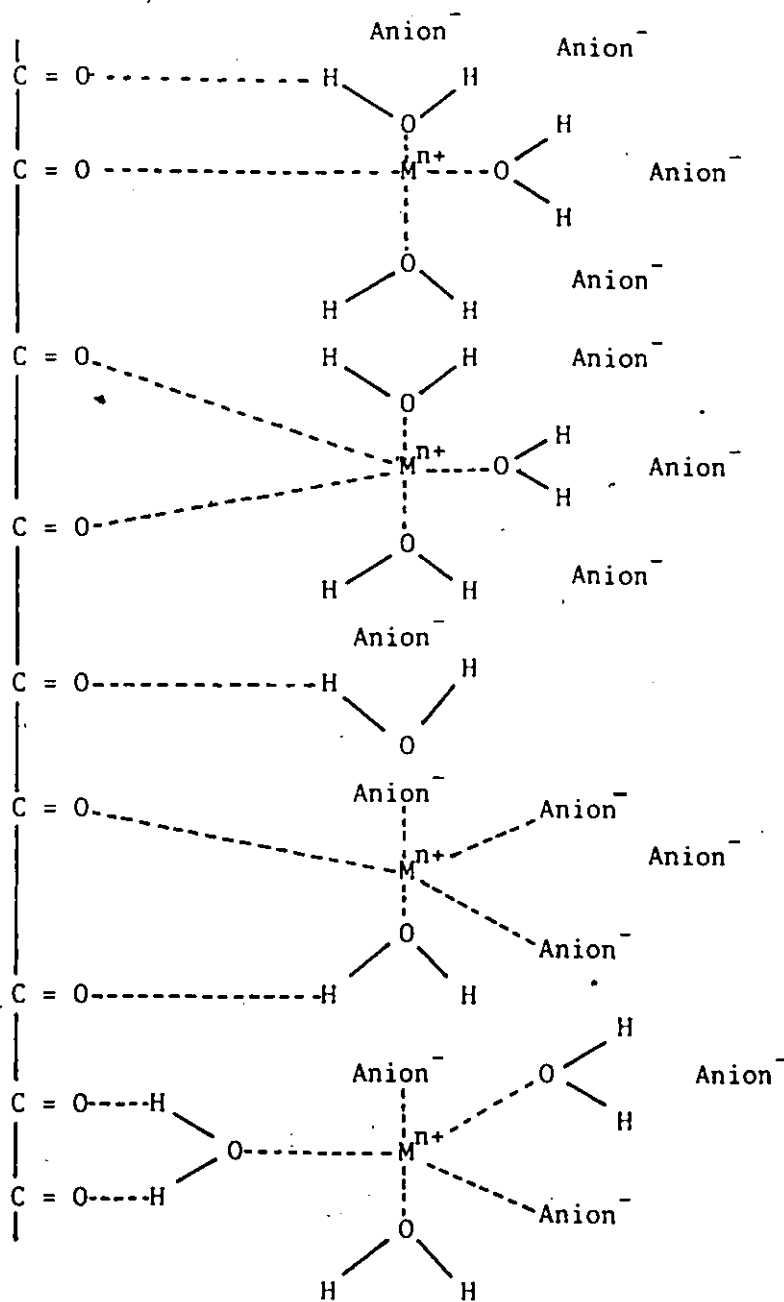 Anion⁻
Anion⁻
C = O H H
O H
C = O Mⁿ⁺ O Anion⁻
H
O Anion⁻
H H
C = O H H Anion⁻
O
H
Mⁿ⁺ O Anion⁻
H
C = O O
H H Anion⁻
Anion⁻
C = O H H
O
C = O Anion⁻ Anion⁻
Mⁿ⁺ Anion⁻
O Anion⁻
C = O H H
H
Anion⁻ O Anion⁻
C = O H H
O Mⁿ⁺
C = O H Anion⁻
O
H H